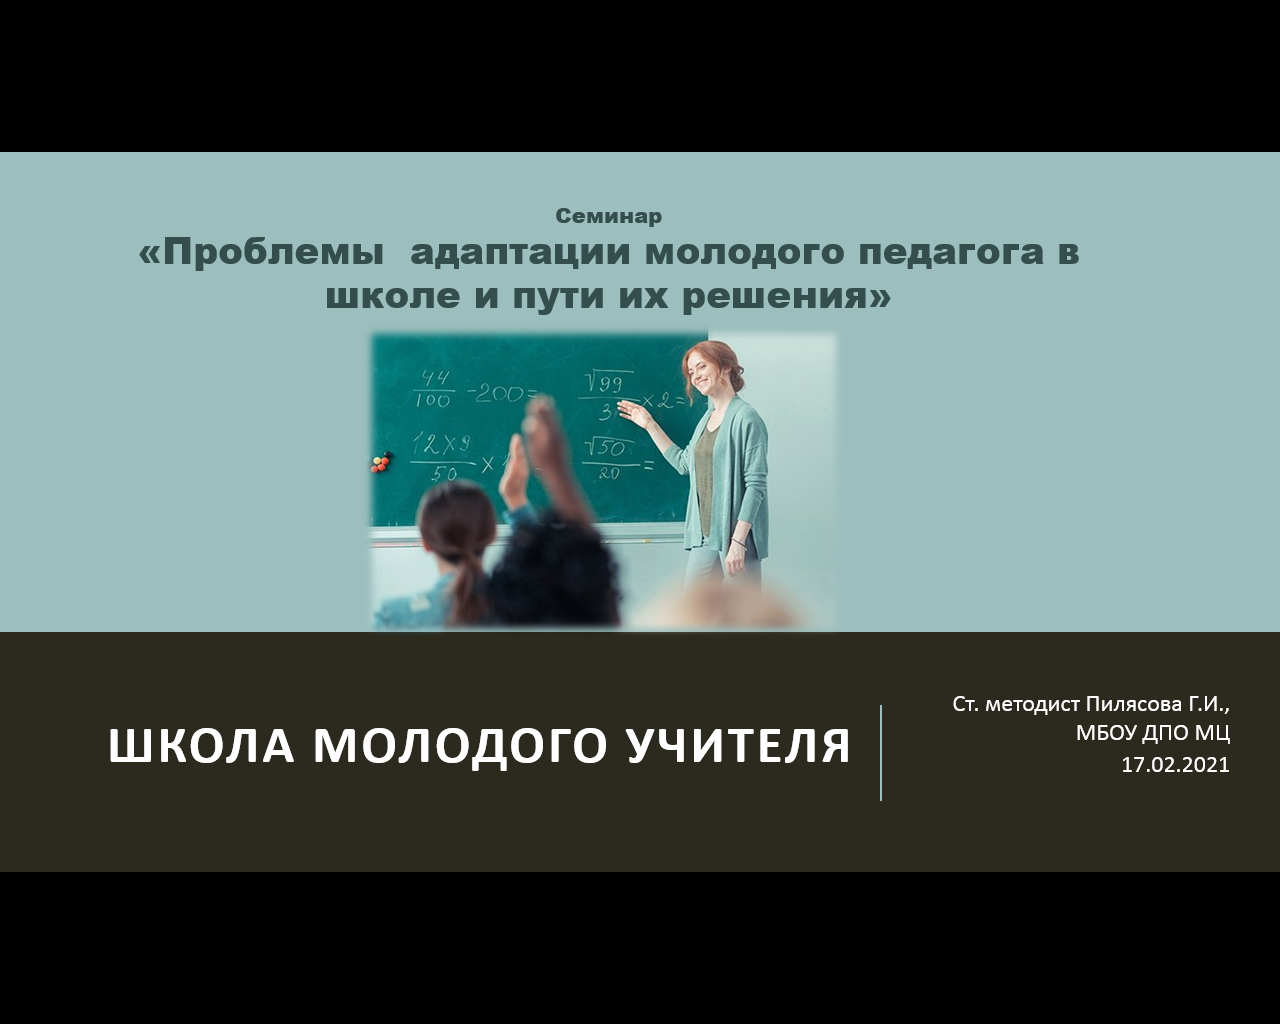 Семинар
«Проблемы  адаптации молодого педагога в
школе и пути их решения»
44
100
-200=
√99
3
×2=
12×9
50
×
√50
20
=
ШКОЛА МОЛОДОГО УЧИТЕЛЯ
Ст. методист Пилясова Г.И.,
МБОУ ДПО МЦ
17.02.2021